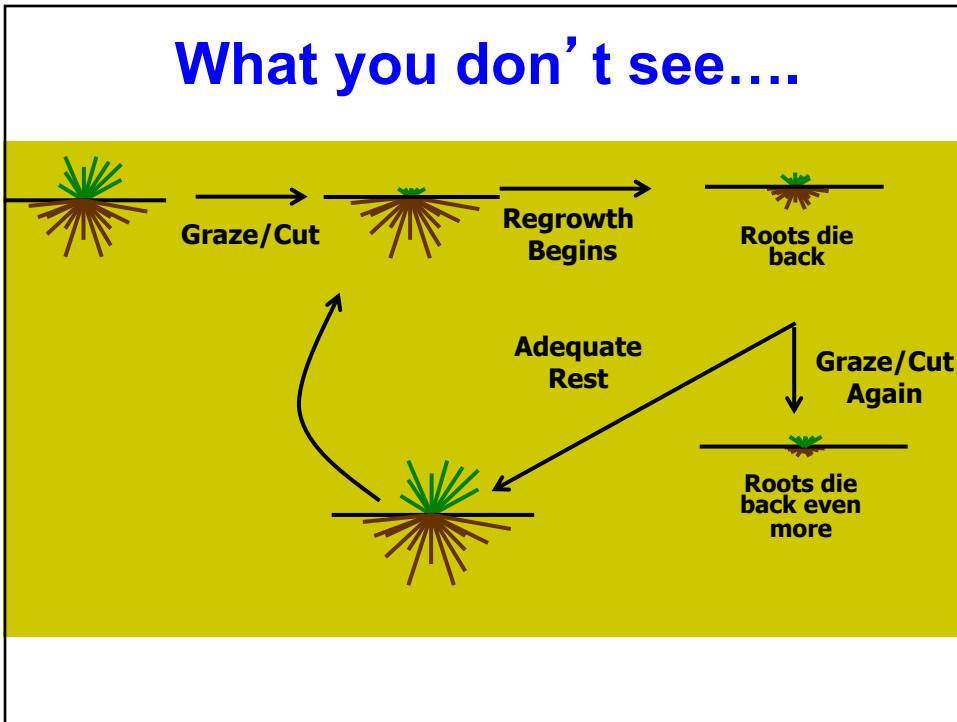 What you don’t see….
Graze/Cut
Regrowth
Begins
Roots die
back
Adequate
Rest
Graze/Cut
Again
Roots die
back even
more